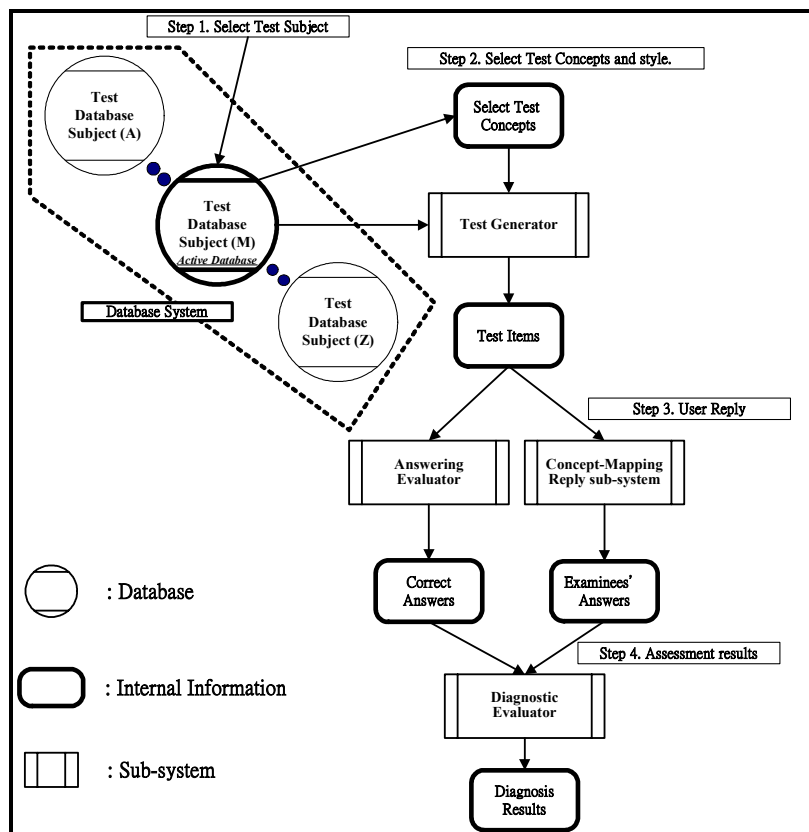 Step 1. Select Test Subject
Step 2. Select Test Concepts and style.
Test
Database
Subject (A)
Select Test
Concepts
Test
Database
Subject (M)
Active Database
Test Generator
Database System
Test
Database
Subject (Z)
Test Items
Step 3. User Reply
Answering
Evaluator
Concept-Mapping
Reply sub-system
Correct
Answers
Examinees'
Answers
Step 4. Assessment results
Diagnostic
Evaluator
Diagnosis
Results
: Database
: Internal Information
: Sub-system